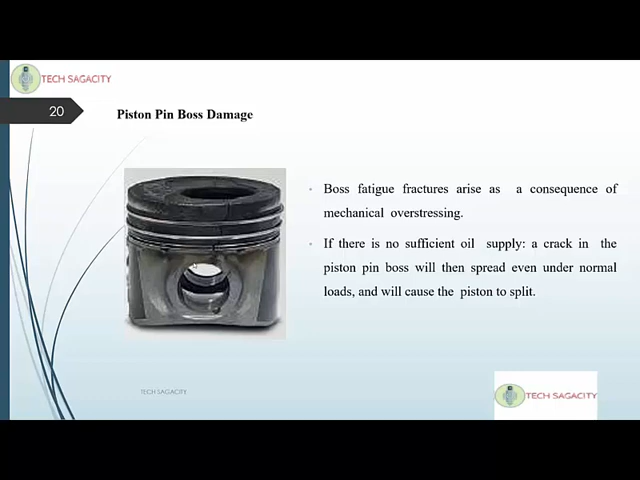 TECH SAGACITY
20
Piston Pin Boss Damage
• Boss fatigue fractures arise as a consequence of
mechanical overstressing.
• If there is no sufficient oil supply: a crack in the
piston pin boss will then spread even under normal
loads, and will cause the piston to split.
TECH SAGACITY
TECH SAGACITY